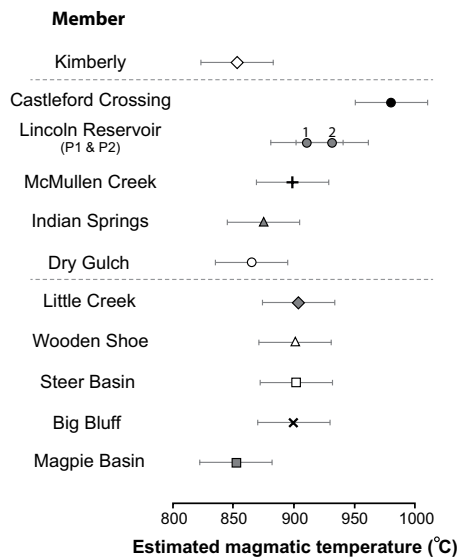 Member
Kimberly
Castleford Crossing
Lincoln Reservoir
(P1 & P2)
1 2
McMullen Creek
Indian Springs
Dry Gulch
Little Creek
Wooden Shoe
Steer Basin
Big Bluff
Magpie Basin
800 850 900 950 1000
Estimated magmatic temperature (°C)